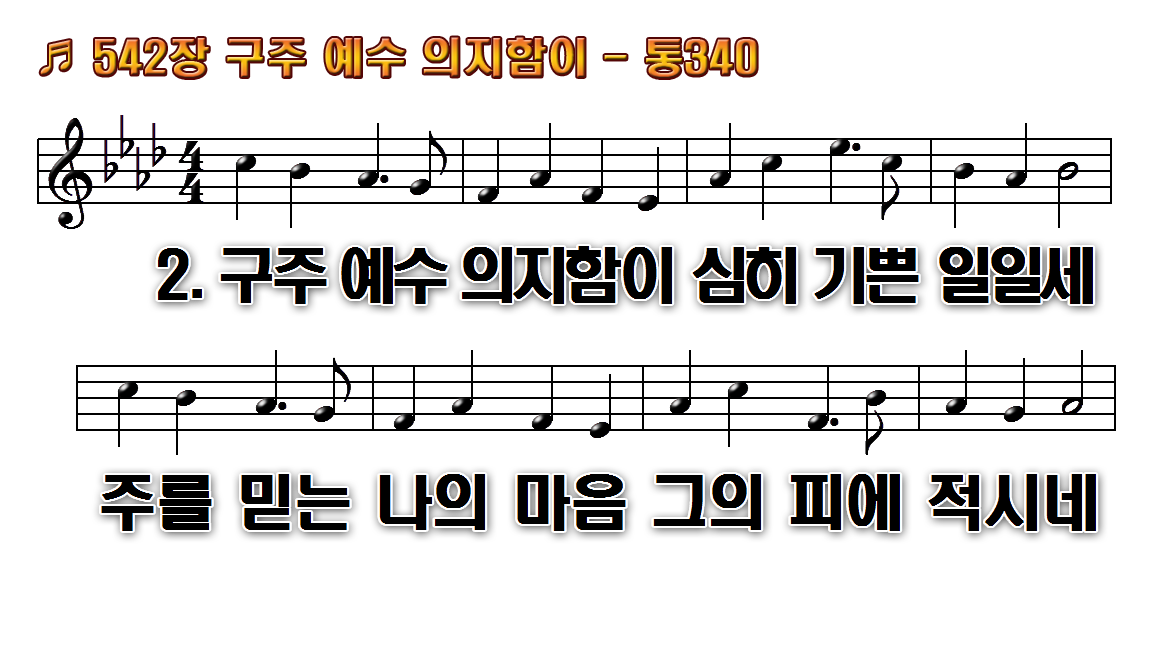 ♬ 542장 구주 예수 의지함이 - 통340
2. 구주 예수 의지함이 심히 기쁜 일일세
주를 믿는 나의 마음 그의 피에 적시네